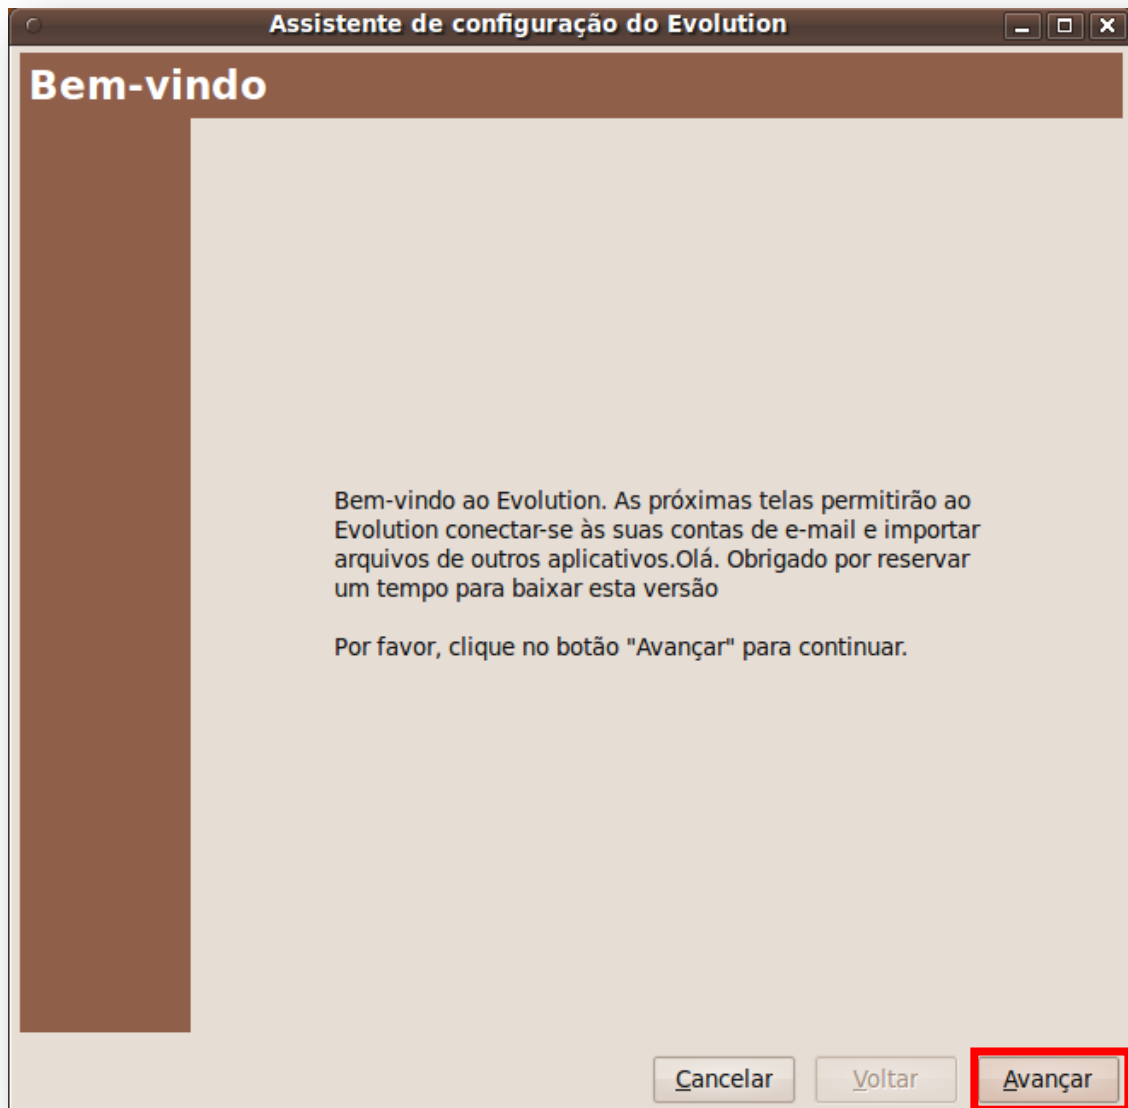 Assistente de configuração do Evolution
Bem-vindo
Bem-vindo ao Evolution. As próximas telas permitirão ao
Evolution conectar-se às suas contas de e-mail e importar
arquivos de outros aplicativos.Olá. Obrigado por reservar
um tempo para baixar esta versão
Por favor, clique no botão "Avançar" para continuar.
Cancelar Voltar Avançar